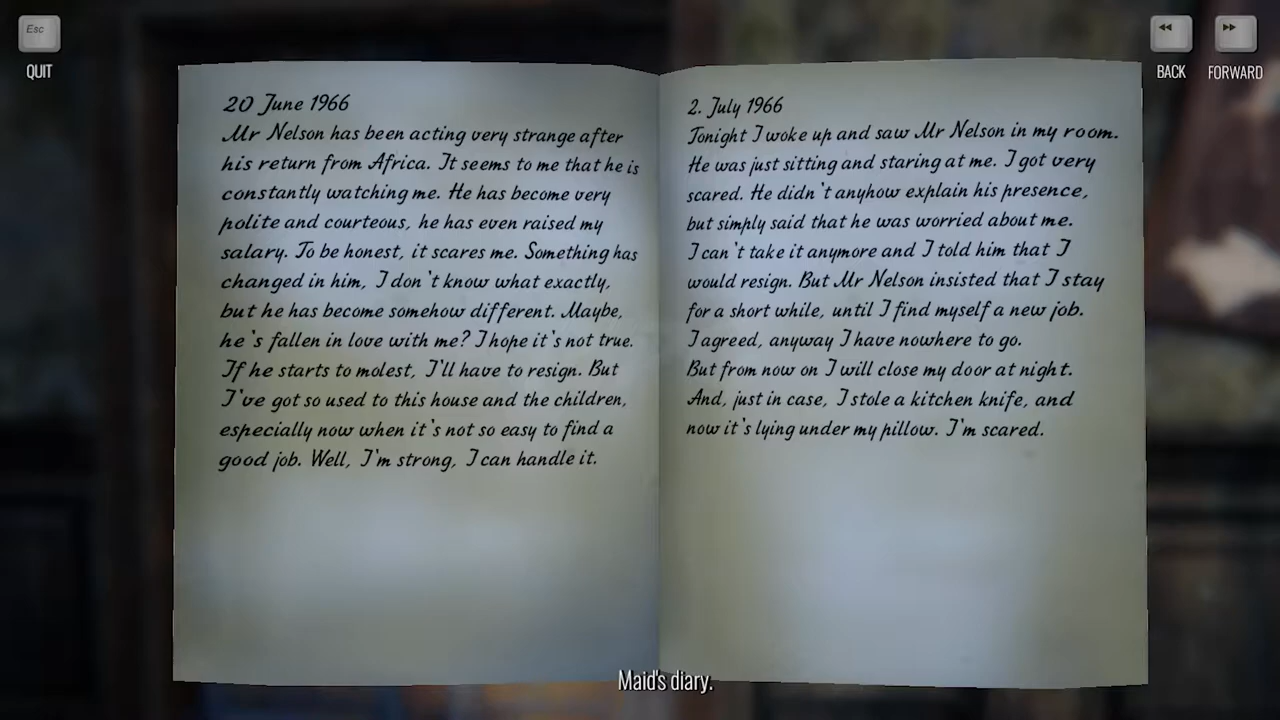 Esc
QUIT
BACK
FORWARD
20 June 1966
Mr Nelson has been acting very strange after
his return from Africa. It seems to me that he is
constantly watching me. He has become very
polite and courteous, he has even raised my
salary. To be honest, it scares me. Something has
changed in him, I don't know what exactly,
but he has become somehow different. Maybe,
he's fallen in love with me? I hope it's not true.
If he starts to molest, I'll have to resign. But
I've got so used to this house and the children,
especially now when it's not so easy to find a
good job. Well, I'm strong, I can handle it.
2. July 1966
Tonight I woke up and saw Mr Nelson in my room.
He was just sitting and staring at me. I got very
scared. He didn't anyhow explain his presence,
but simply said that he was worried about me.
I can't take it anymore and I told him that I
would resign. But Mr Nelson insisted that I stay
for a short while, until I find myself a new job.
I agreed, anyway I have nowhere to go.
But from now on I will close my door at night.
And, just in case, I stole a kitchen knife, and
now it's lying under my pillow. I'm scared.
Maid's diary.